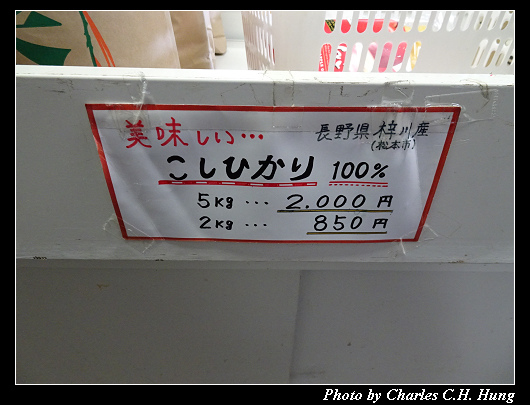 美味しい… 長野県梓川産
(松本市)
こしひかり 100%
5kg … 2.000円
2kg … 850円
Photo by Charles C.H. Hung